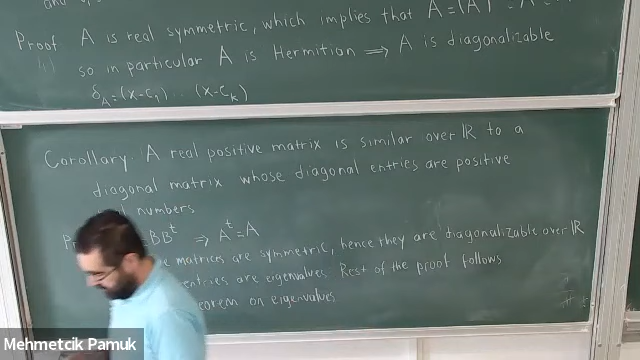 Proof A is real symmetric, which implies that A = (A)
so in particular A is Hermitian ⟹ A is diagonalizable
δ_A = (x-c_1) ... (x-c_k)
Corollary. A real positive matrix is similar over ℝ to a
diagonal matrix whose diagonal entries are positive
numbers
BB^t ⇒ A^t = A
matrices are symmetric, hence they are diagonalizable over ℝ
entries are eigenvalues. Rest of the proof follows
theorem on eigenvalues
Mehmetcik Pamuk